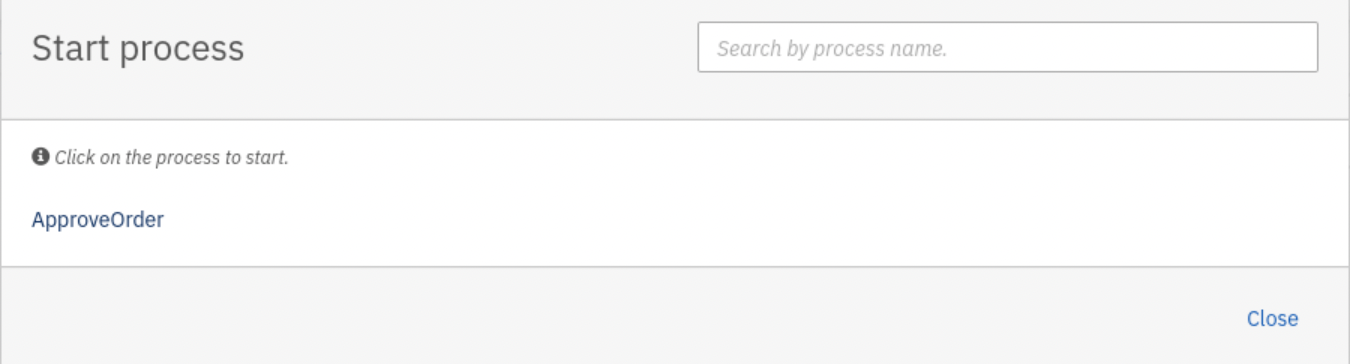 Start process
Search by process name.
Click on the process to start.
ApproveOrder
Close